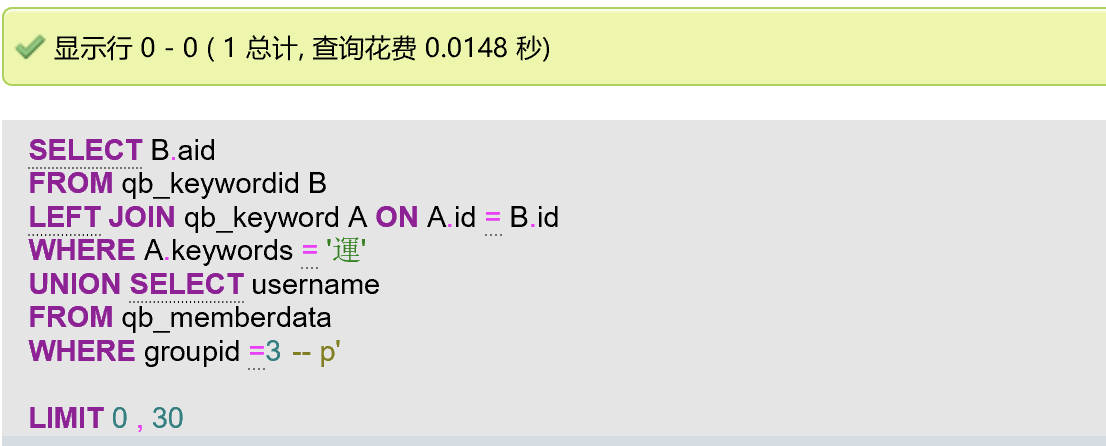 显示行 0 - 0 ( 1 总计, 查询花费 0.0148 秒)
SELECT B.aid
FROM qb_keywordid B
LEFT JOIN qb_keyword A ON A.id = B.id
WHERE A.keywords = '運'
UNION SELECT username
FROM qb_memberdata
WHERE groupid =3 -- p'
LIMIT 0 , 30